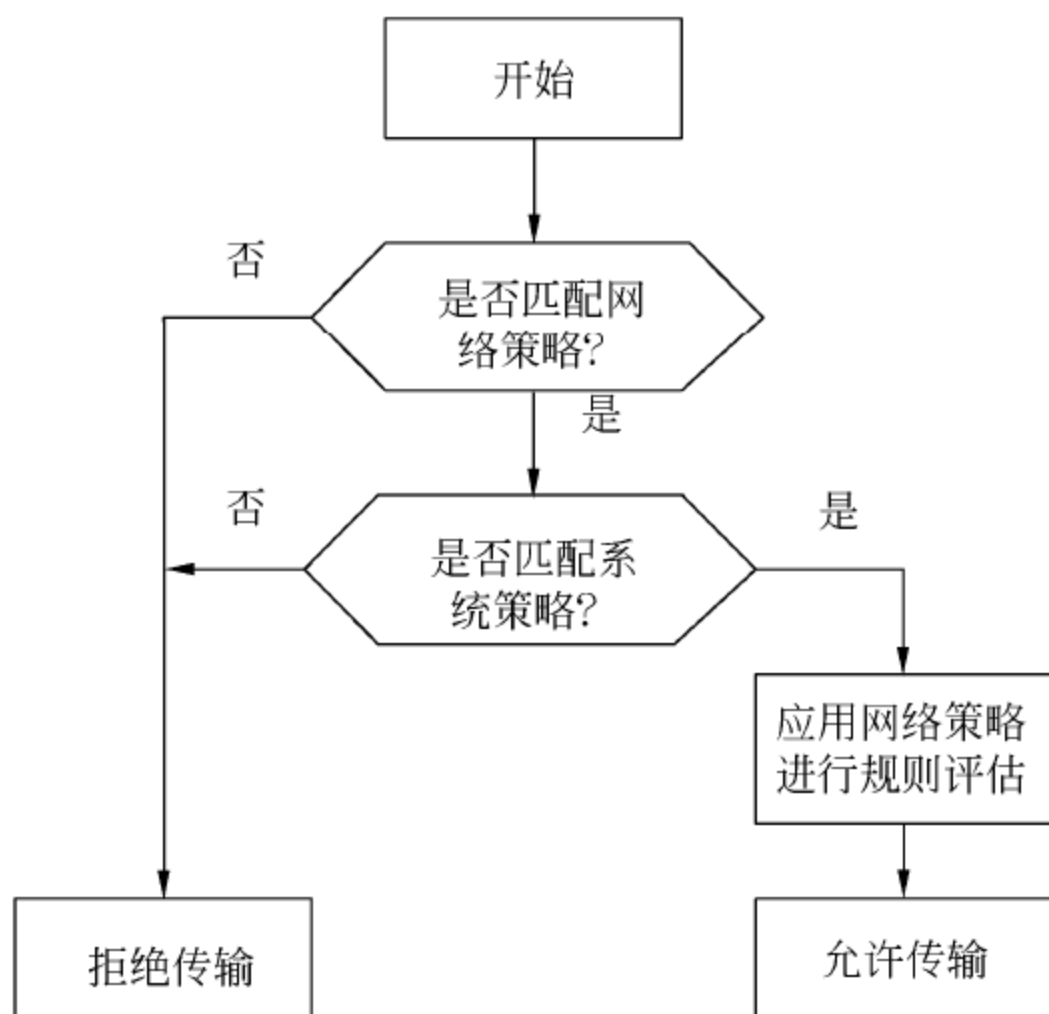 开始
否
是否匹配网
络策略?
是
否
是
是否匹配系
统策略?
应用网络策略
进行规则评估
拒绝传输
允许传输